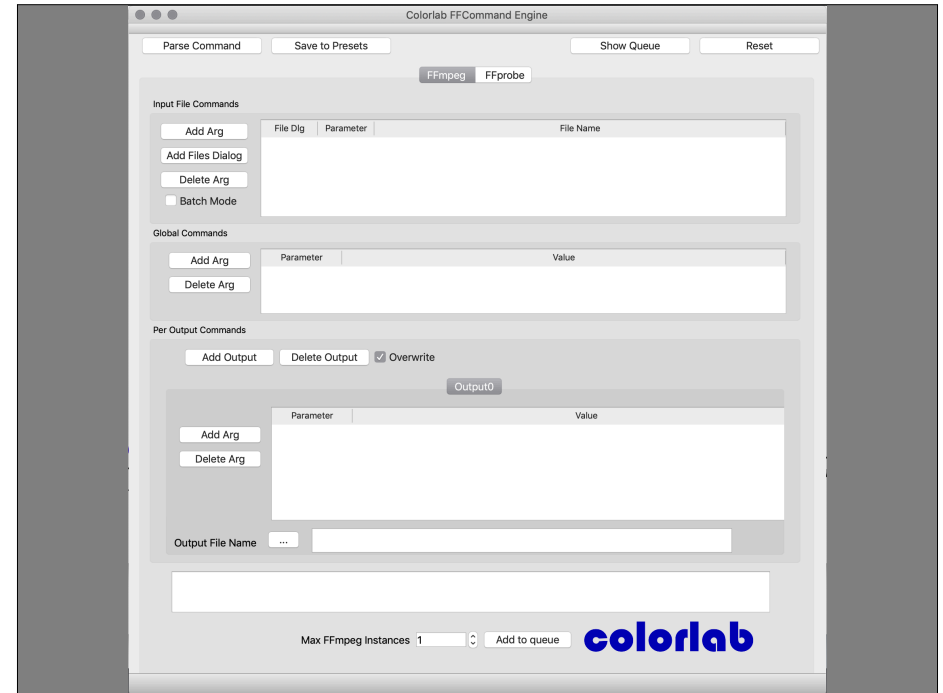 Colorlab FFCommand Engine
Parse Command Save to Presets Show Queue Reset
FFmpeg FFprobe
Input File Commands
Add Arg File Dlg Parameter File Name
Add Files Dialog
Delete Arg
Batch Mode
Global Commands
Add Arg Parameter Value
Delete Arg
Per Output Commands
Add Output Delete Output Overwrite
Output0
Parameter Value
Add Arg
Delete Arg
Output File Name ...
Max FFmpeg Instances 1 Add to queue colorlab